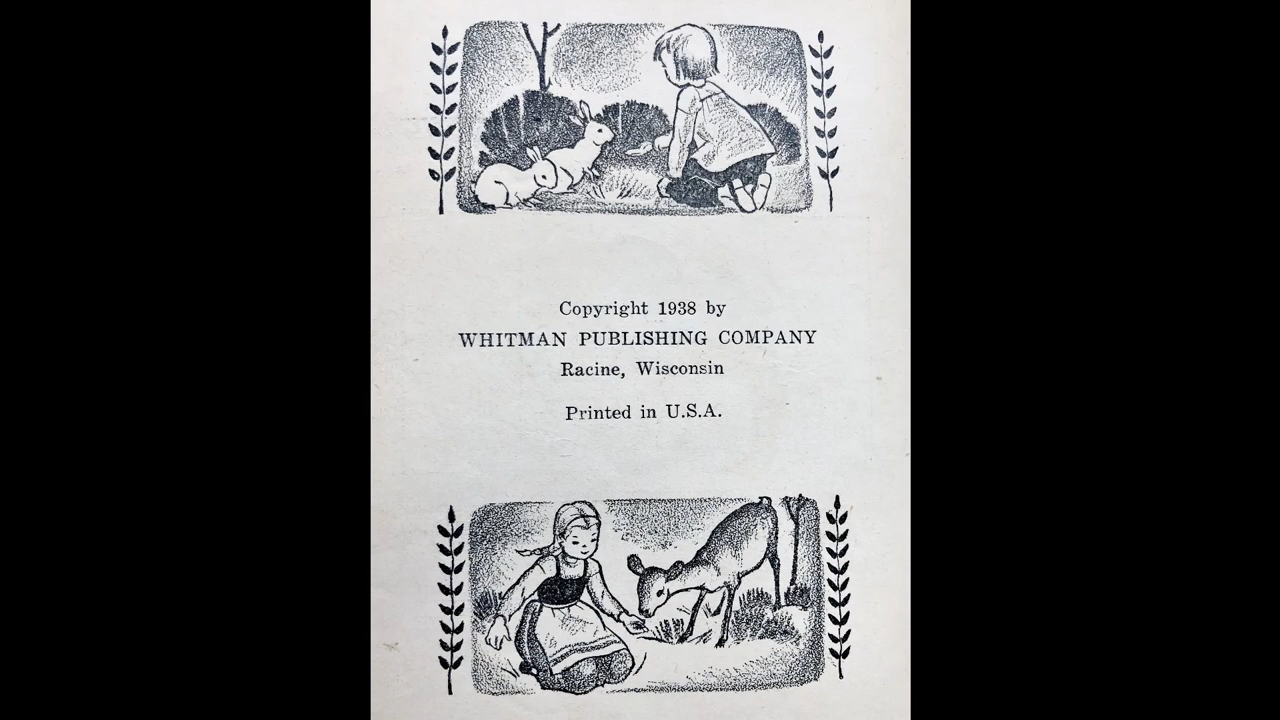 Copyright 1938 by
WHITMAN PUBLISHING COMPANY
Racine, Wisconsin
Printed in U.S.A.